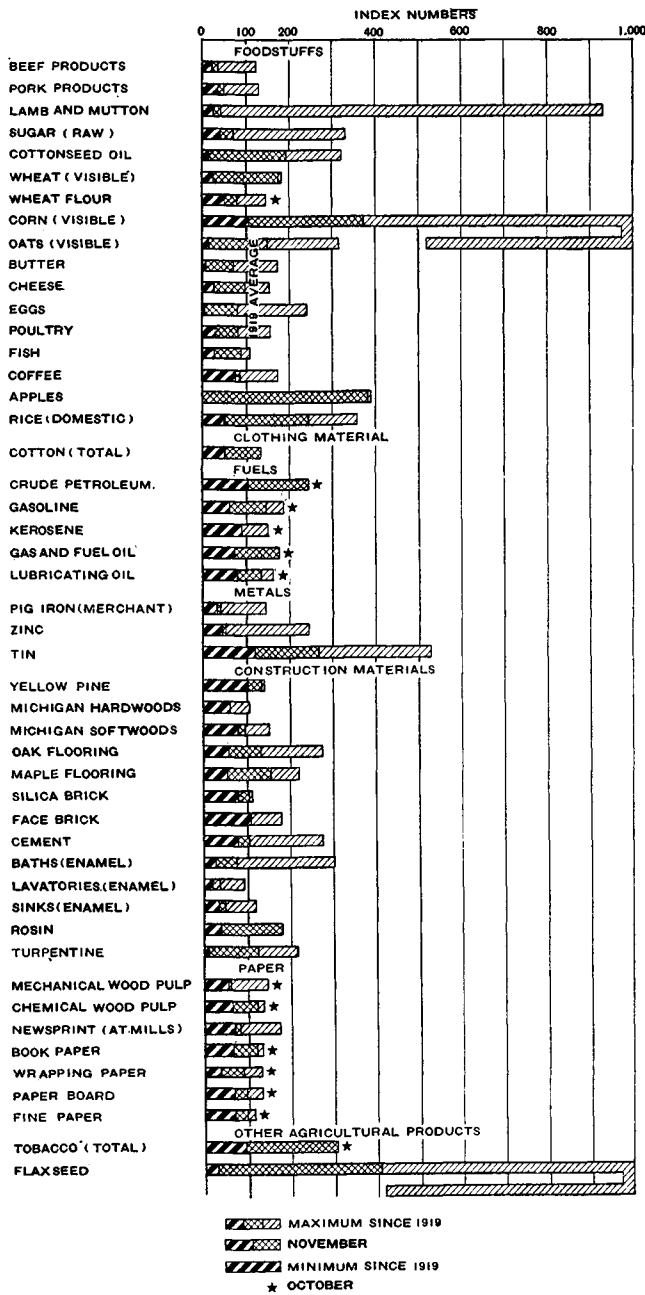 INDEX NUMBERS
0 100 200 400 600 800 1,000
FOODSTUFFS
BEEF PRODUCTS
PORK PRODUCTS
LAMB AND MUTTON
SUGAR (RAW)
COTTONSEED OIL
WHEAT (VISIBLE)
WHEAT FLOUR ★
CORN (VISIBLE)
OATS (VISIBLE)
1919 AVERAGE
BUTTER
CHEESE
EGGS
POULTRY
FISH
COFFEE
APPLES
RICE (DOMESTIC)
CLOTHING MATERIAL
COTTON (TOTAL)
FUELS
CRUDE PETROLEUM. ★
GASOLINE ★
KEROSENE ★
GAS AND FUEL OIL ★
LUBRICATING OIL ★
METALS
PIG IRON (MERCHANT)
ZINC
TIN
CONSTRUCTION MATERIALS
YELLOW PINE
MICHIGAN HARDWOODS
MICHIGAN SOFTWOODS
OAK FLOORING
MAPLE FLOORING
SILICA BRICK
FACE BRICK
CEMENT
BATHS (ENAMEL)
LAVATORIES.(ENAMEL)
SINKS (ENAMEL)
ROSIN
TURPENTINE
PAPER
MECHANICAL WOOD PULP ★
CHEMICAL WOOD PULP ★
NEWSPRINT (AT MILLS)
BOOK PAPER ★
WRAPPING PAPER ★
PAPER BOARD ★
FINE PAPER ★
OTHER AGRICULTURAL PRODUCTS
TOBACCO (TOTAL) ★
FLAXSEED
MAXIMUM SINCE 1919
NOVEMBER
MINIMUM SINCE 1919
★ OCTOBER